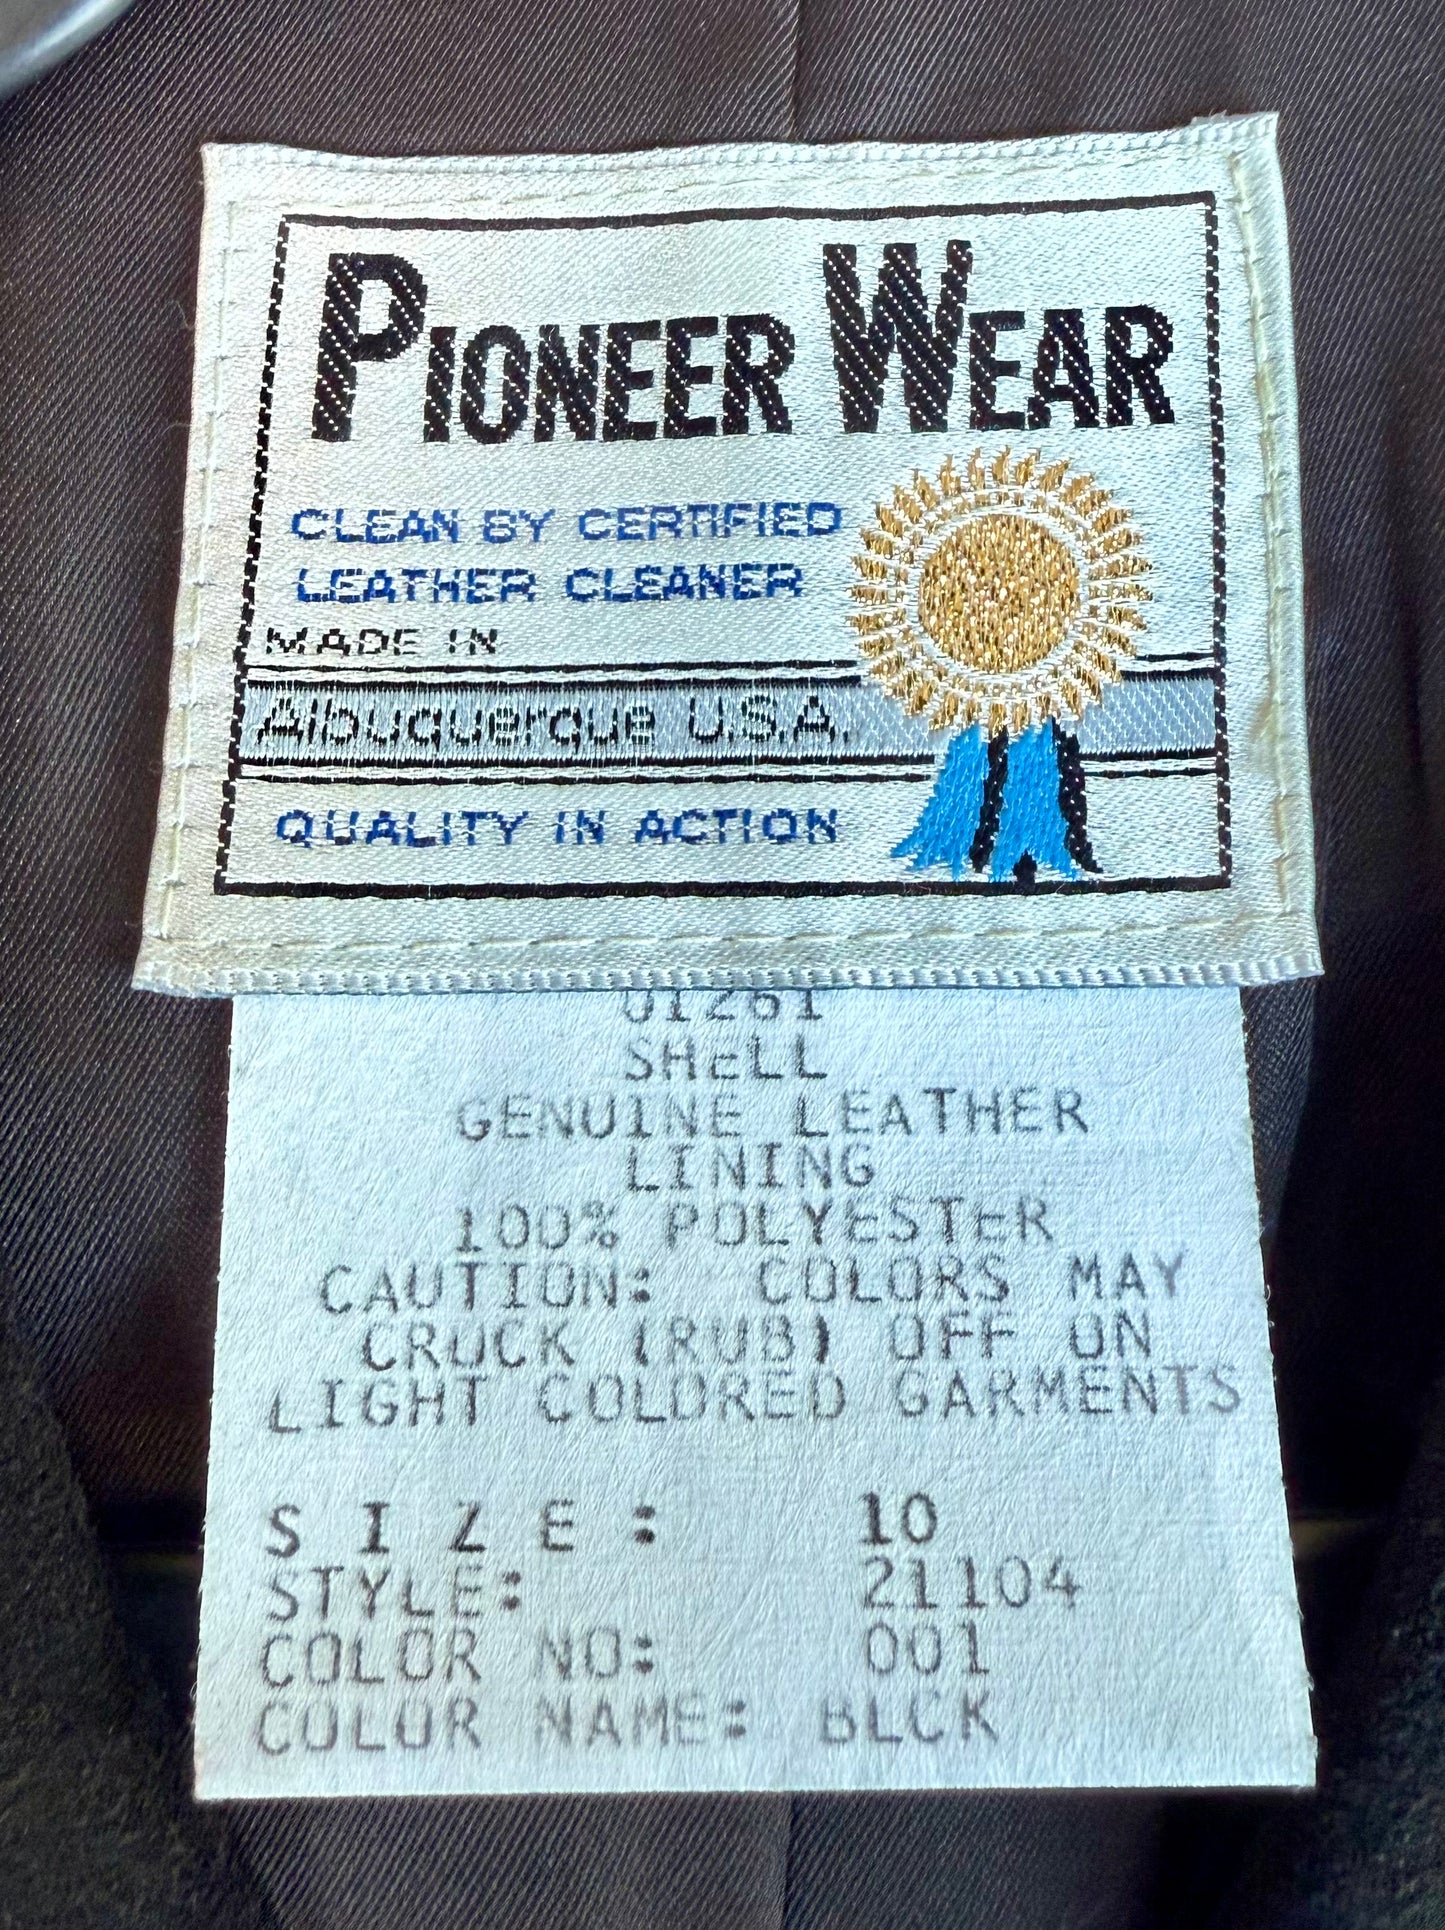 PIONEER WEAR
CLEAN BY CERTIFIED
LEATHER CLEANER
MADE IN
Albuquerque U.S.A.
QUALITY IN ACTION
01261
SHELL
GENUINE LEATHER
LINING
100% POLYESTER
CAUTION: COLORS MAY
CROCK (RUB) OFF ON
LIGHT COLORED GARMENTS
SIZE: 10
STYLE: 21104
COLOR NO: 001
COLOR NAME: BLCK